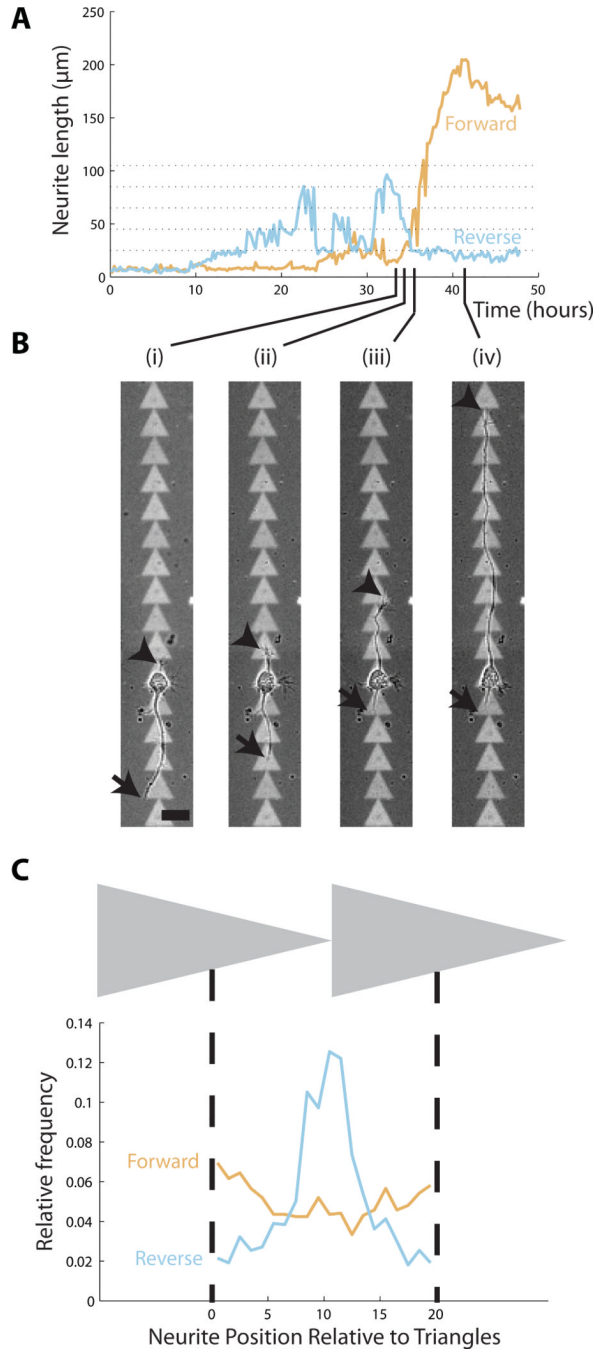 A
Neurite length (μm)
250
200
150
100
50
0
Forward
Reverse
0 10 20 30 40 50
Time (hours)
B
(i) (ii) (iii) (iv)
C
Relative frequency
0.14
0.12
0.1
0.08
0.06
0.04
0.02
0
Forward
Reverse
0 5 10 15 20
Neurite Position Relative to Triangles